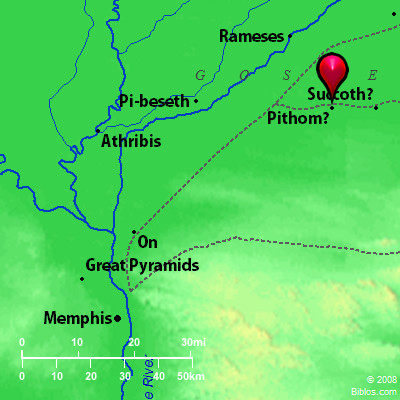 Rameses
G O S E
Succoth?
Pi-beseth
Pithom?
Athribis
On
Great Pyramids
Memphis
0 10 20 30mi
0 10 20 30 40 50km
e River
© 2008
Biblos.com